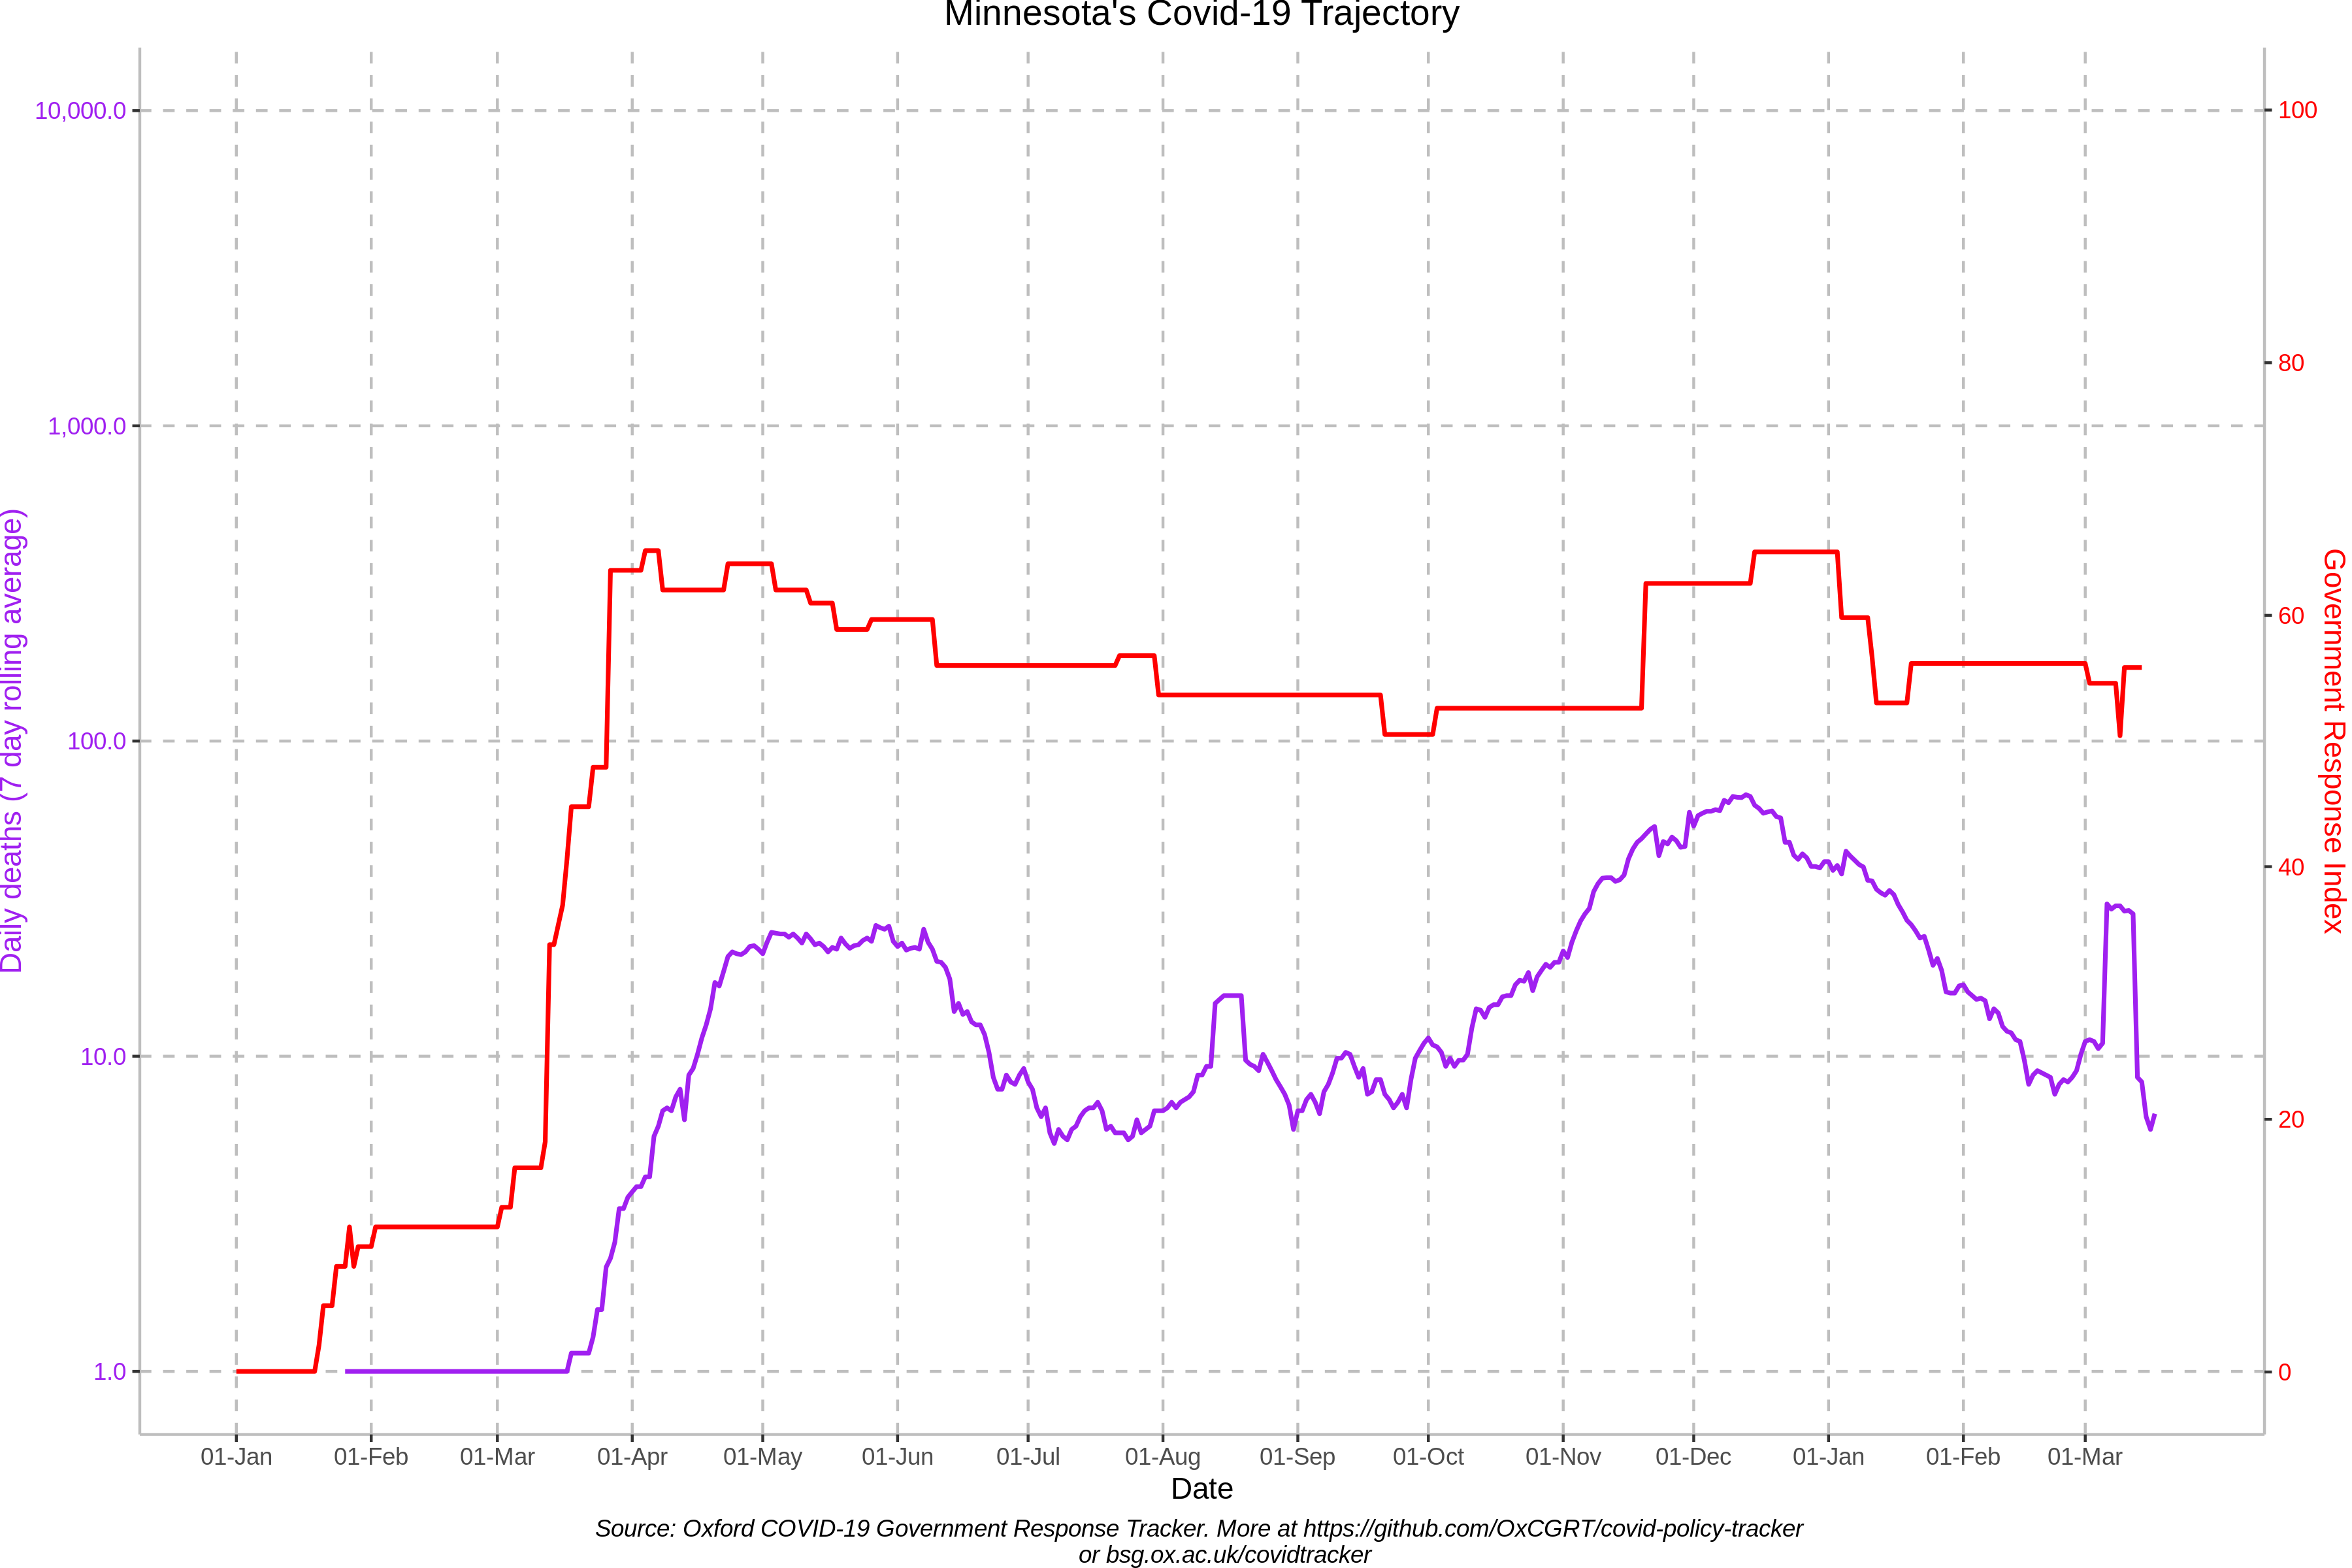 Minnesota's Covid-19 Trajectory
10,000.0
1,000.0
100.0
10.0
1.0
Daily deaths (7 day rolling average)
100
80
60
40
20
0
Government Response Index
01-Jan 01-Feb 01-Mar 01-Apr 01-May 01-Jun 01-Jul 01-Aug 01-Sep 01-Oct 01-Nov 01-Dec 01-Jan 01-Feb 01-Mar
Date
Source: Oxford COVID-19 Government Response Tracker. More at https://github.com/OxCGRT/covid-policy-tracker
or bsg.ox.ac.uk/covidtracker